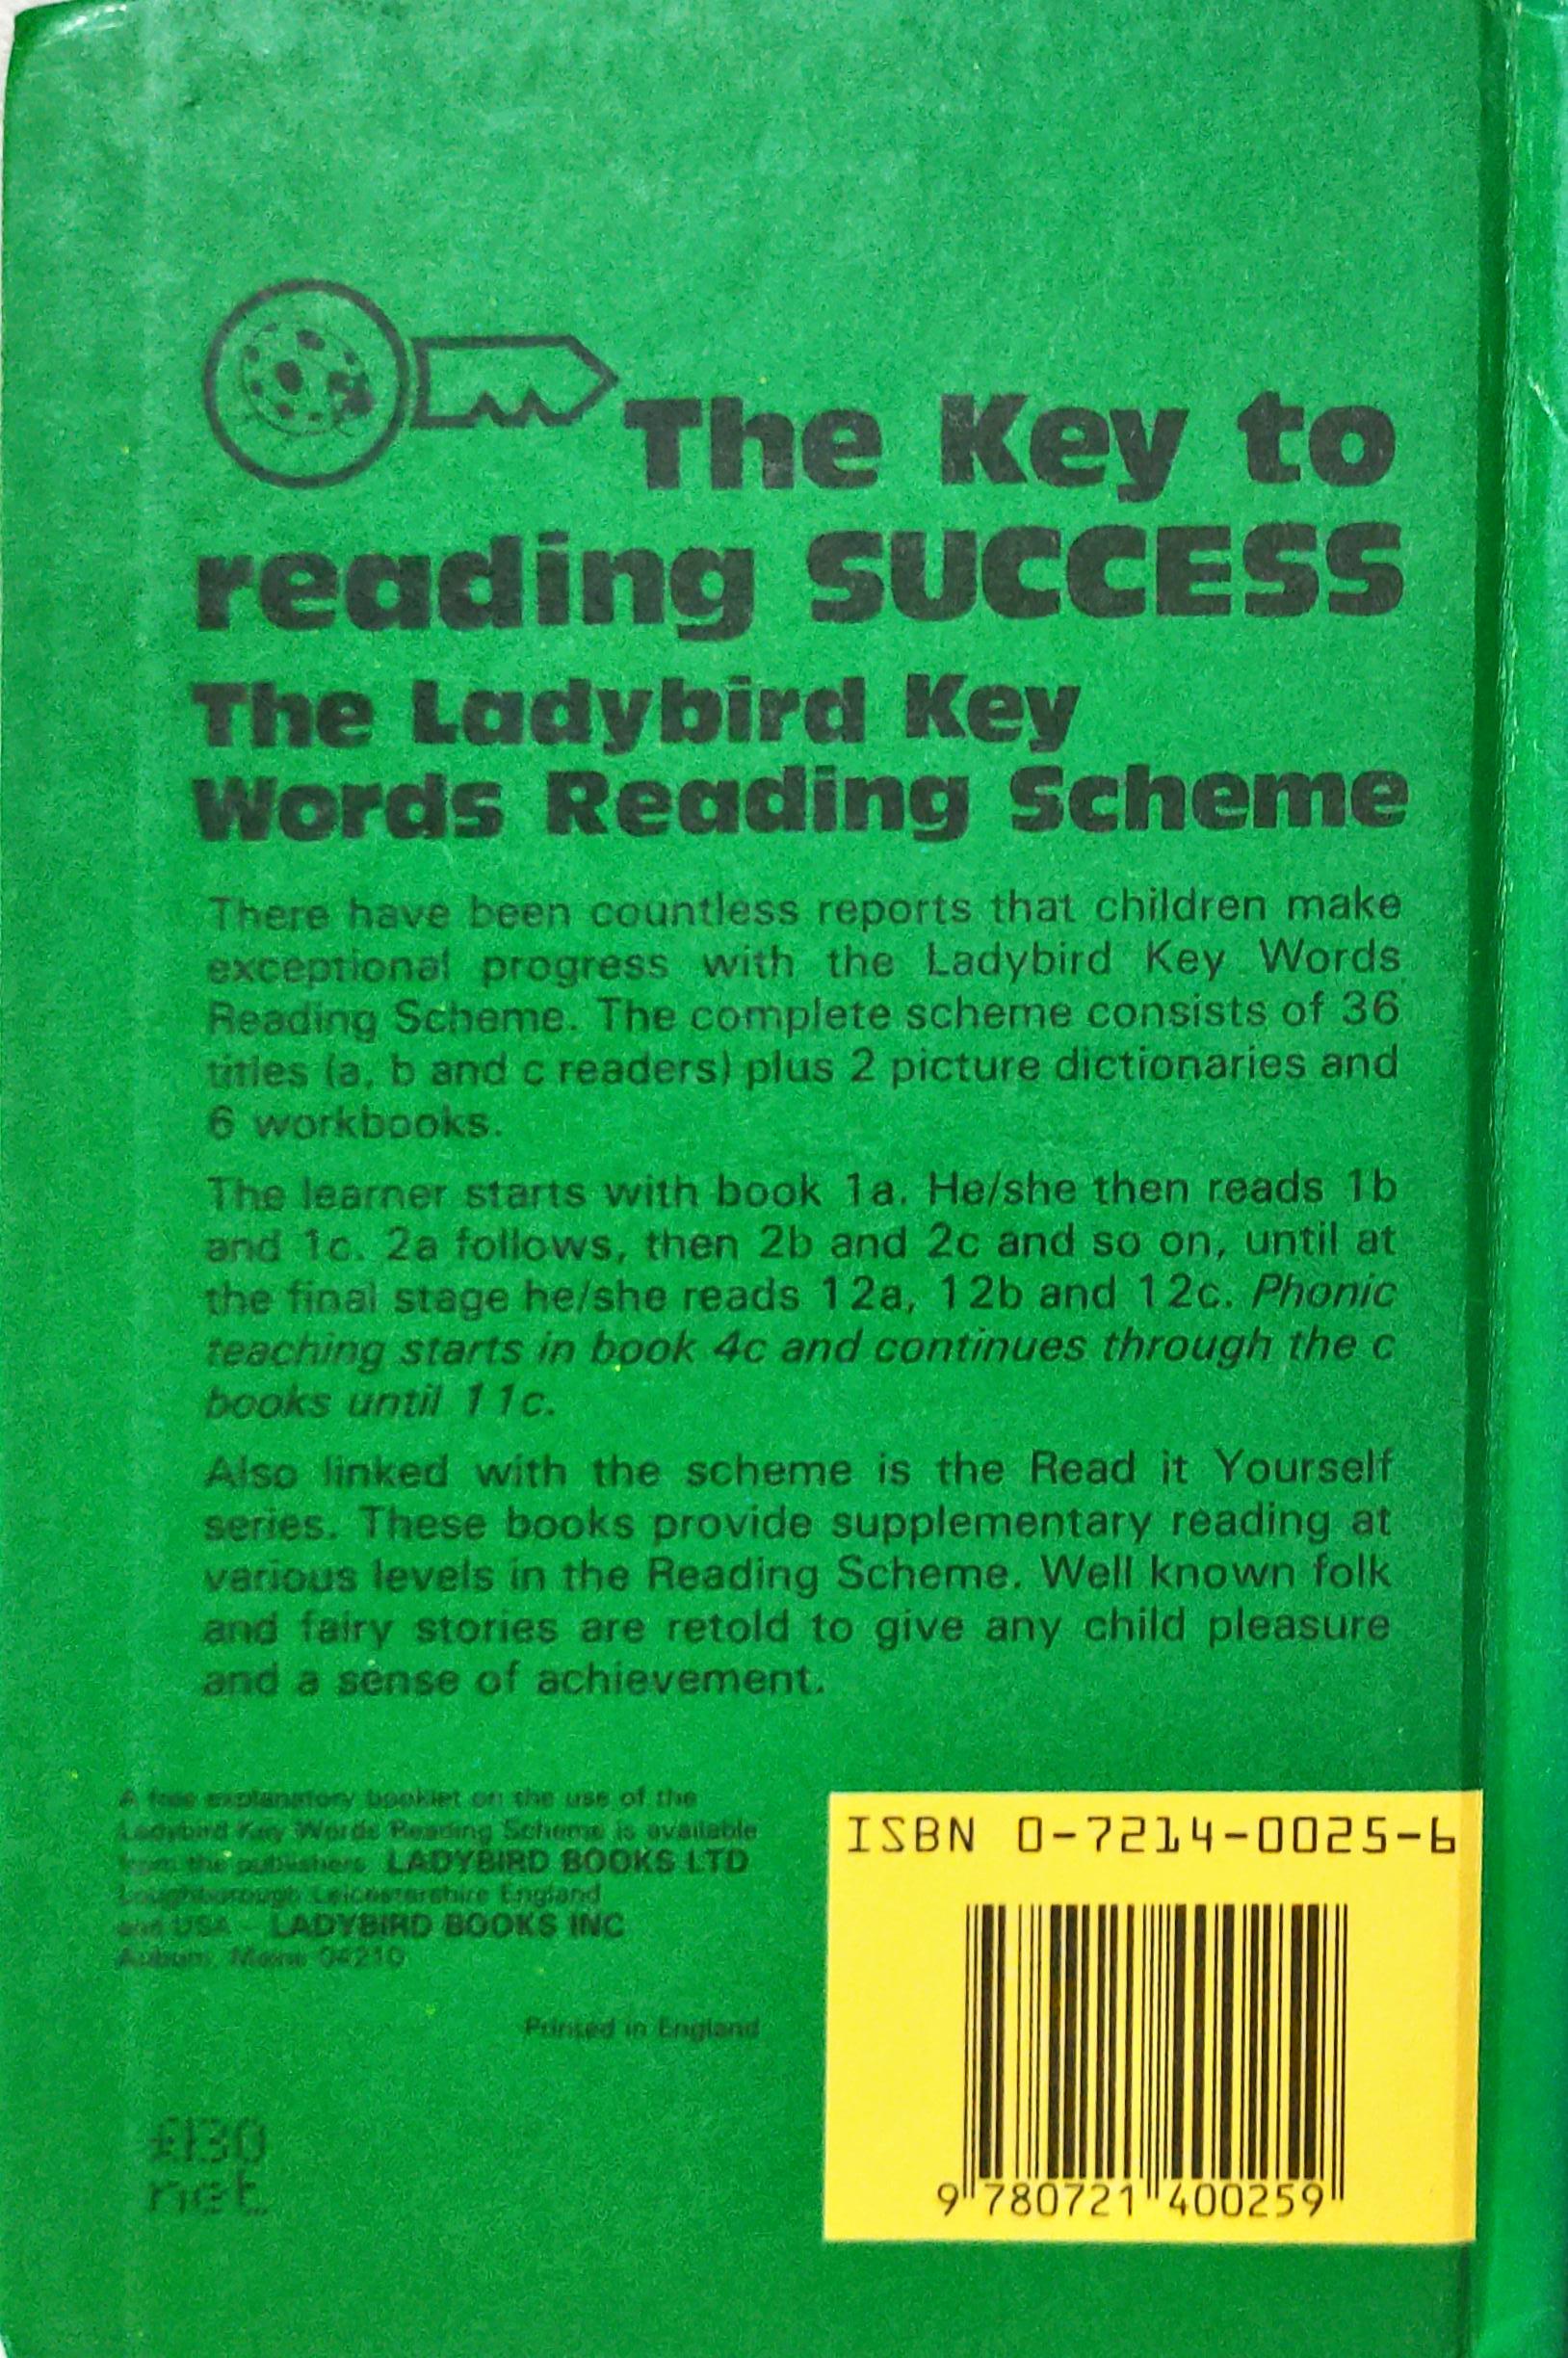 The Key to
reading SUCCESS
The Ladybird Key
Words Reading Scheme
There have been countless reports that children make
exceptional progress with the Ladybird Key Words
Reading Scheme. The complete scheme consists of 36
titles (a, b and c readers) plus 2 picture dictionaries and
6 workbooks.
The learner starts with book 1a. He/she then reads 1b
and 1c. 2a follows, then 2b and 2c and so on, until at
the final stage he/she reads 12a, 12b and 12c. Phonic
teaching starts in book 4c and continues through the c
books until 11c.
Also linked with the scheme is the Read it Yourself
series. These books provide supplementary reading at
various levels in the Reading Scheme. Well known folk
and fairy stories are retold to give any child pleasure
and a sense of achievement.
A free explanatory booklet on the use of the
Ladybird Key Words Reading Scheme is available
from the publishers LADYBIRD BOOKS LTD
Loughborough Leicestershire England
and USA – LADYBIRD BOOKS INC
Auburn, Maine 04210
Printed in England
£1.30
net
ISBN 0-7214-0025-6
9 780721 400259